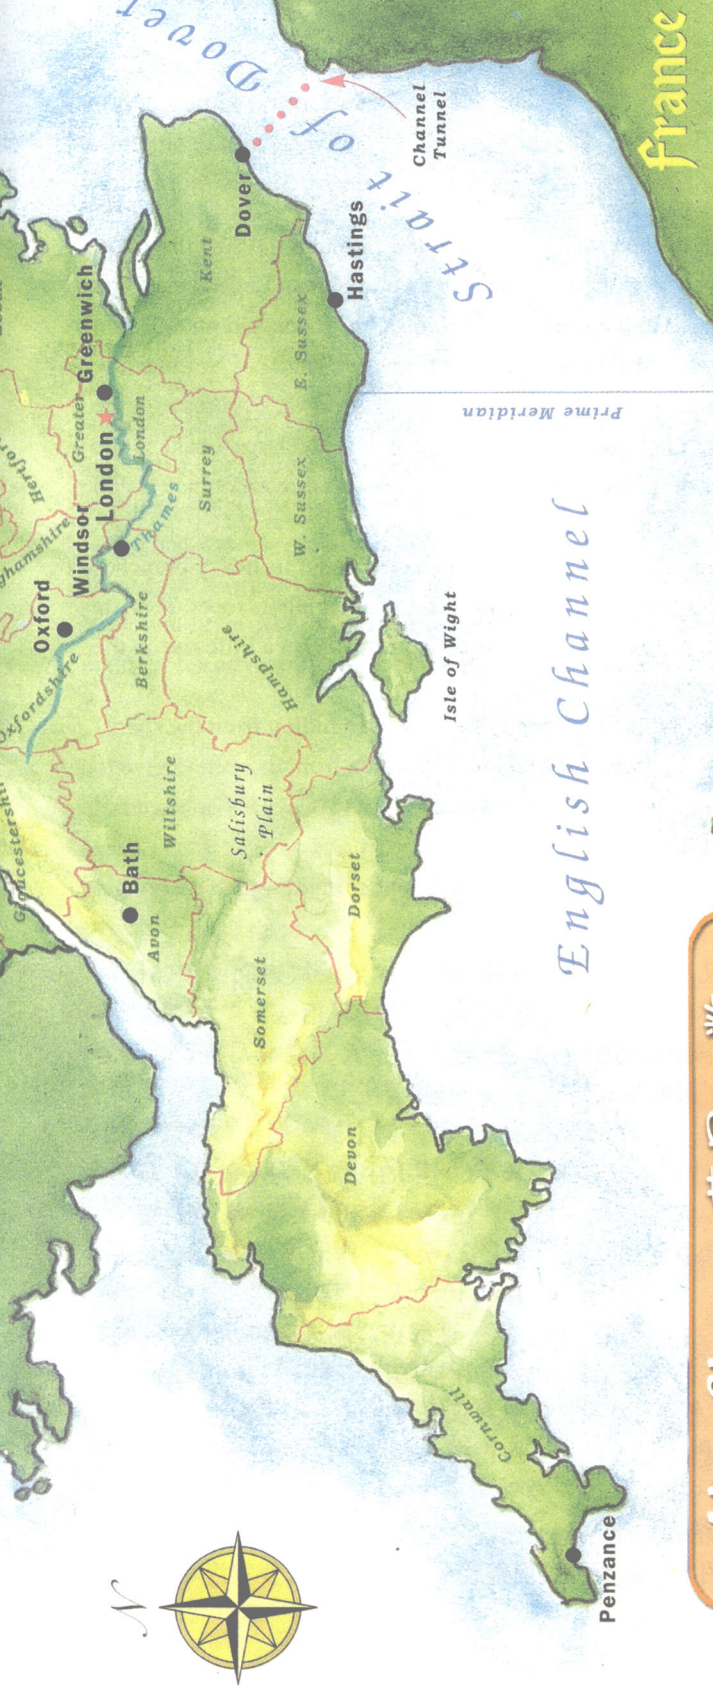 N
Oxfordshire
Oxford
Windsor
London
Greenwich
Greater
London
Thames
Berkshire
Bath
Avon
Wiltshire
Salisbury
Plain
Surrey
Kent
Dover
Hampshire
Somerset
W. Sussex
E. Sussex
Hastings
Dorset
Devon
Cornwall
Penzance
Isle of Wight
Strait of Dover
Channel
Tunnel
Prime Meridian
English Channel
france